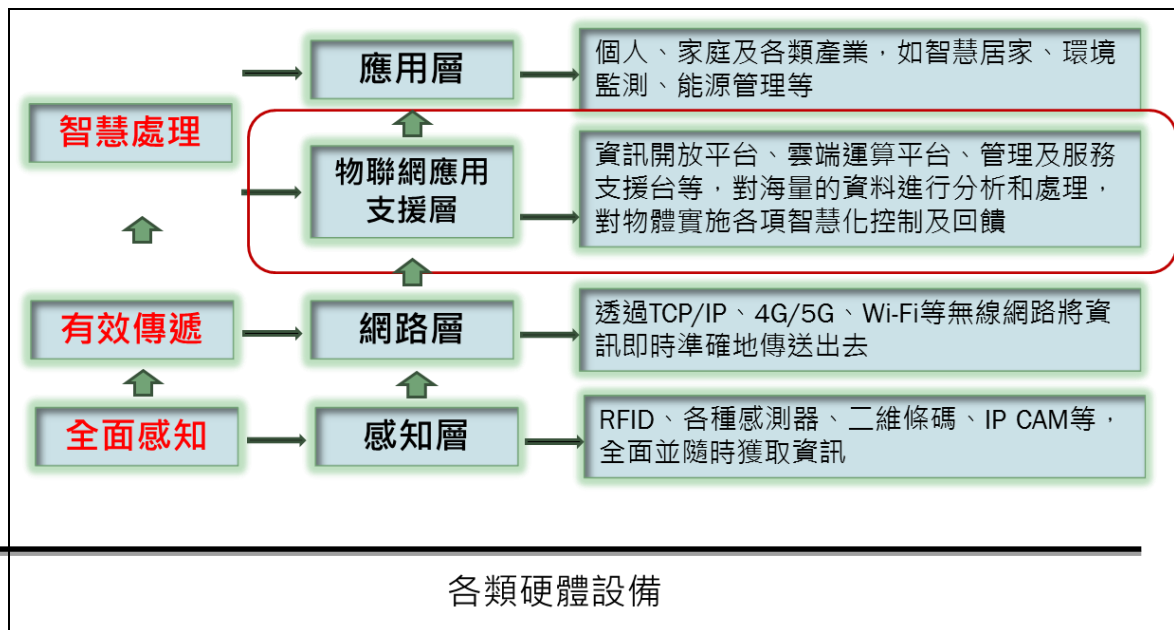 應用層
個人、家庭及各類產業，如智慧居家、環境
監測、能源管理等
智慧處理
物聯網應用
支援層
資訊開放平台、雲端運算平台、管理及服務
支援台等，對海量的資料進行分析和處理，
對物體實施各項智慧化控制及回饋
有效傳遞
網路層
透過TCP/IP、4G/5G、Wi-Fi等無線網路將資
訊即時準確地傳送出去
全面感知
感知層
RFID、各種感測器、二維條碼、IP CAM等，
全面並隨時獲取資訊
各類硬體設備